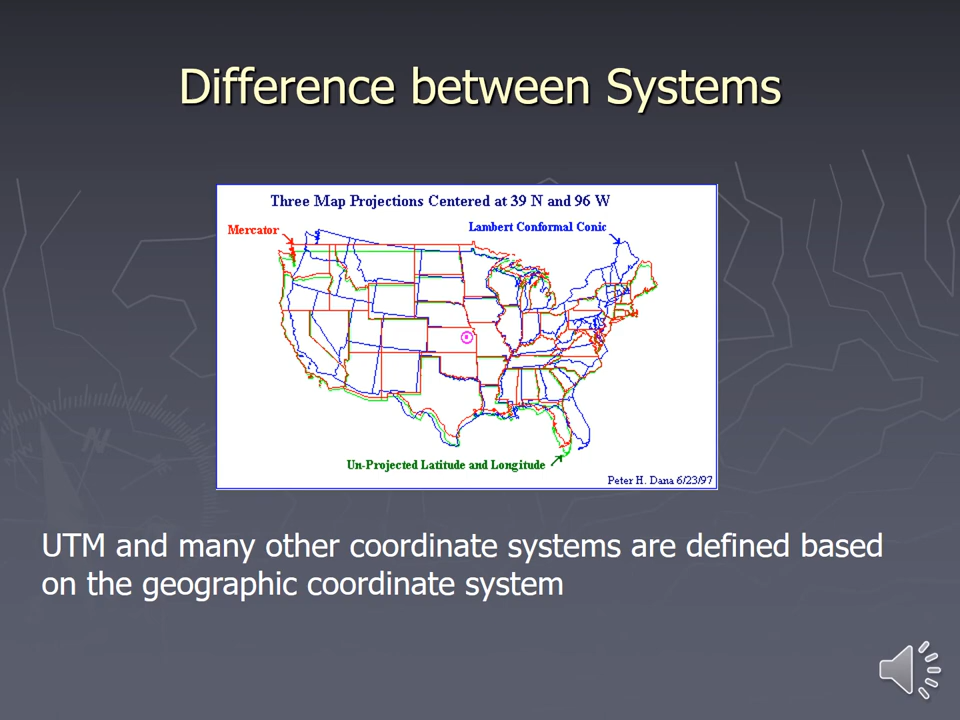 Difference between Systems
Three Map Projections Centered at 39 N and 96 W
Mercator
Lambert Conformal Conic
Un-Projected Latitude and Longitude
Peter H. Dana 6/23/97
UTM and many other coordinate systems are defined based
on the geographic coordinate system
N